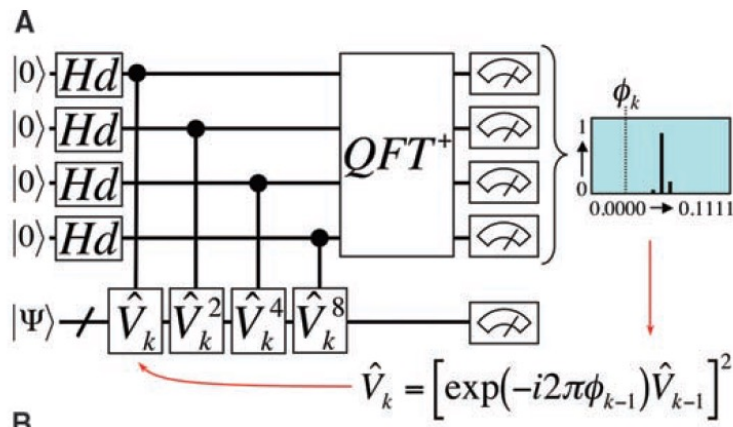 A
|0⟩ Hd
|0⟩ Hd
|0⟩ Hd
|0⟩ Hd
QFT⁺
ϕₖ
1
0
0.0000 → 0.1111
|Ψ⟩ V̂ₖ V̂ₖ² V̂ₖ⁴ V̂ₖ⁸
V̂ₖ = [exp(−i2πϕₖ₋₁)V̂ₖ₋₁]²
B